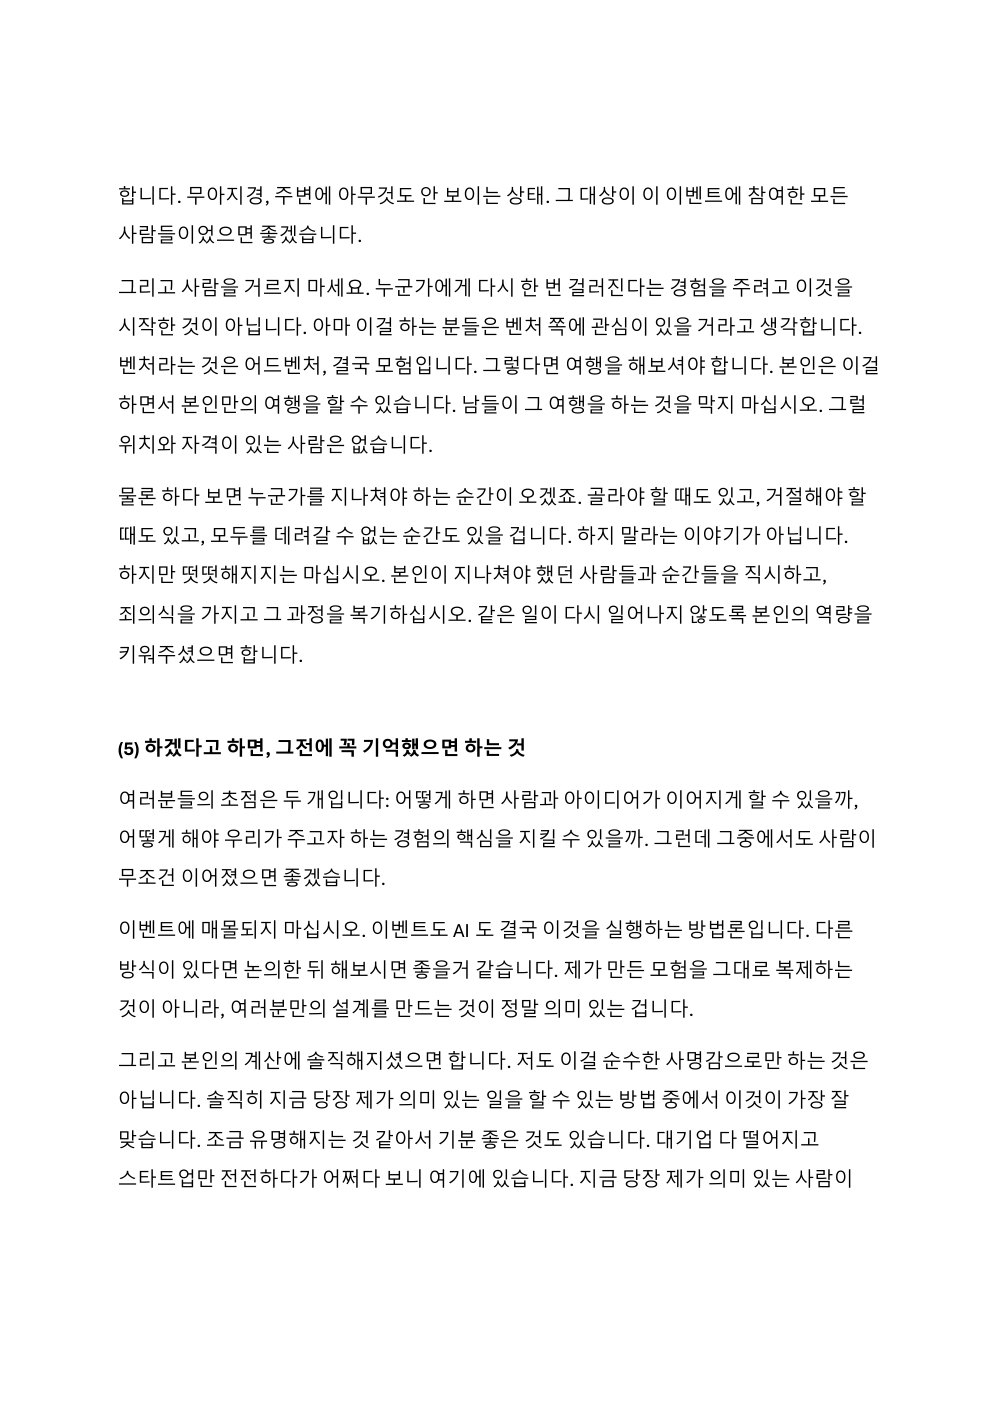 합니다. 무아지경, 주변에 아무것도 안 보이는 상태. 그 대상이 이 이벤트에 참여한 모든
사람들이었으면 좋겠습니다.
그리고 사람을 거르지 마세요. 누군가에게 다시 한 번 걸러진다는 경험을 주려고 이것을
시작한 것이 아닙니다. 아마 이걸 하는 분들은 벤처 쪽에 관심이 있을 거라고 생각합니다.
벤처라는 것은 어드벤처, 결국 모험입니다. 그렇다면 여행을 해보셔야 합니다. 본인은 이걸
하면서 본인만의 여행을 할 수 있습니다. 남들이 그 여행을 하는 것을 막지 마십시오. 그럴
위치와 자격이 있는 사람은 없습니다.
물론 하다 보면 누군가를 지나쳐야 하는 순간이 오겠죠. 골라야 할 때도 있고, 거절해야 할
때도 있고, 모두를 데려갈 수 없는 순간도 있을 겁니다. 하지 말라는 이야기가 아닙니다.
하지만 떳떳해지지는 마십시오. 본인이 지나쳐야 했던 사람들과 순간들을 직시하고,
죄의식을 가지고 그 과정을 복기하십시오. 같은 일이 다시 일어나지 않도록 본인의 역량을
키워주셨으면 합니다.
(5) 하겠다고 하면, 그전에 꼭 기억했으면 하는 것
여러분들의 초점은 두 개입니다: 어떻게 하면 사람과 아이디어가 이어지게 할 수 있을까,
어떻게 해야 우리가 주고자 하는 경험의 핵심을 지킬 수 있을까. 그런데 그중에서도 사람이
무조건 이어졌으면 좋겠습니다.
이벤트에 매몰되지 마십시오. 이벤트도 AI 도 결국 이것을 실행하는 방법론입니다. 다른
방식이 있다면 논의한 뒤 해보시면 좋을거 같습니다. 제가 만든 모험을 그대로 복제하는
것이 아니라, 여러분만의 설계를 만드는 것이 정말 의미 있는 겁니다.
그리고 본인의 계산에 솔직해지셨으면 합니다. 저도 이걸 순수한 사명감으로만 하는 것은
아닙니다. 솔직히 지금 당장 제가 의미 있는 일을 할 수 있는 방법 중에서 이것이 가장 잘
맞습니다. 조금 유명해지는 것 같아서 기분 좋은 것도 있습니다. 대기업 다 떨어지고
스타트업만 전전하다가 어쩌다 보니 여기에 있습니다. 지금 당장 제가 의미 있는 사람이